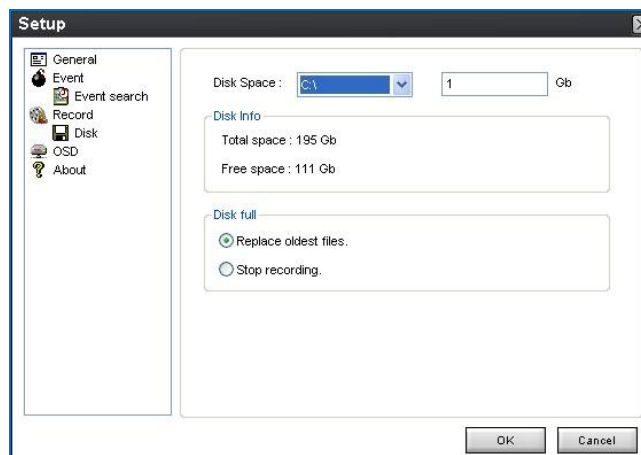 Setup
General
Event
Event search
Record
Disk
OSD
About
Disk Space : C:\ 1 Gb
Disk Info
Total space : 195 Gb
Free space : 111 Gb
Disk full
Replace oldest files.
Stop recording.
OK Cancel